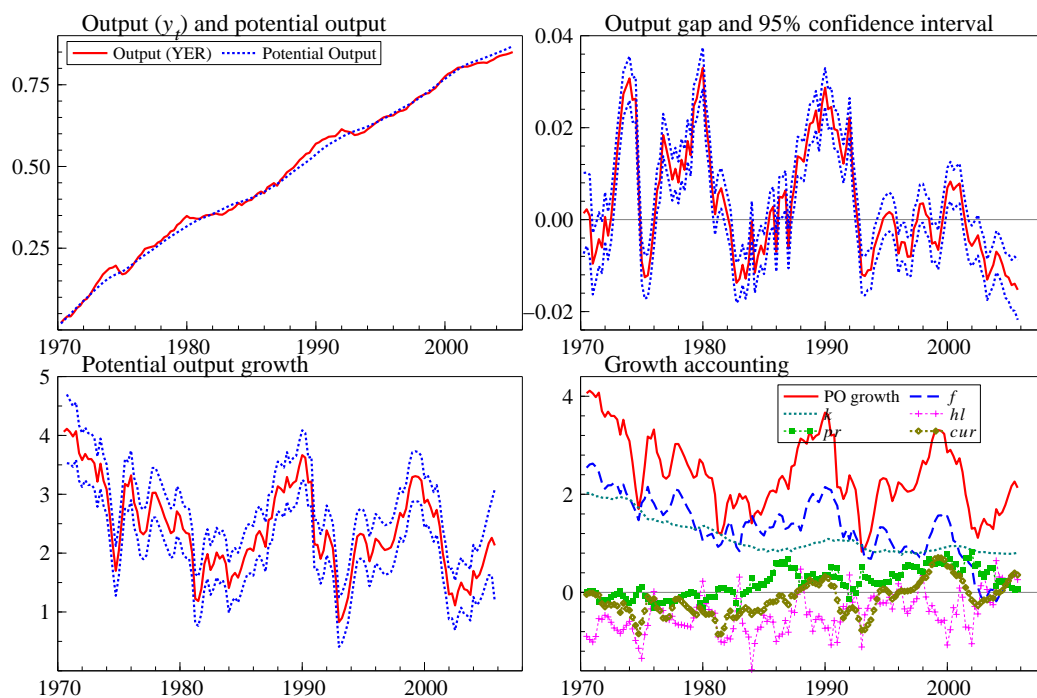 Output (yt) and potential output
Output (YER) Potential Output
0.75
0.50
0.25
1970 1980 1990 2000
Output gap and 95% confidence interval
0.04
0.02
0.00
−0.02
1970 1980 1990 2000
Potential output growth
5
4
3
2
1
1970 1980 1990 2000
Growth accounting
PO growth f
k hl
pr cur
4
2
0
1970 1980 1990 2000